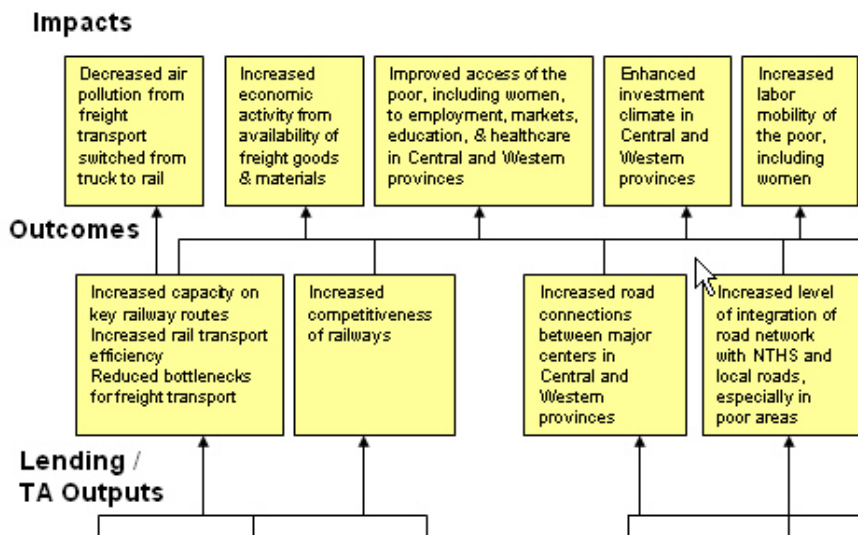 Impacts
Decreased air
pollution from
freight
transport
switched from
truck to rail
Increased
economic
activity from
availability of
freight goods
& materials
Improved access of the
poor, including women,
to employment, markets,
education, & healthcare
in Central and Western
provinces
Enhanced
investment
climate in
Central and
Western
provinces
Increased
labor
mobility of
the poor,
including
women
Outcomes
Increased capacity on
key railway routes
Increased rail transport
efficiency
Reduced bottlenecks
for freight transport
Increased
competitiveness
of railways
Increased road
connections
between major
centers in
Central and
Western
provinces
Increased level
of integration of
road network
with NTHS and
local roads,
especially in
poor areas
Lending /
TA Outputs